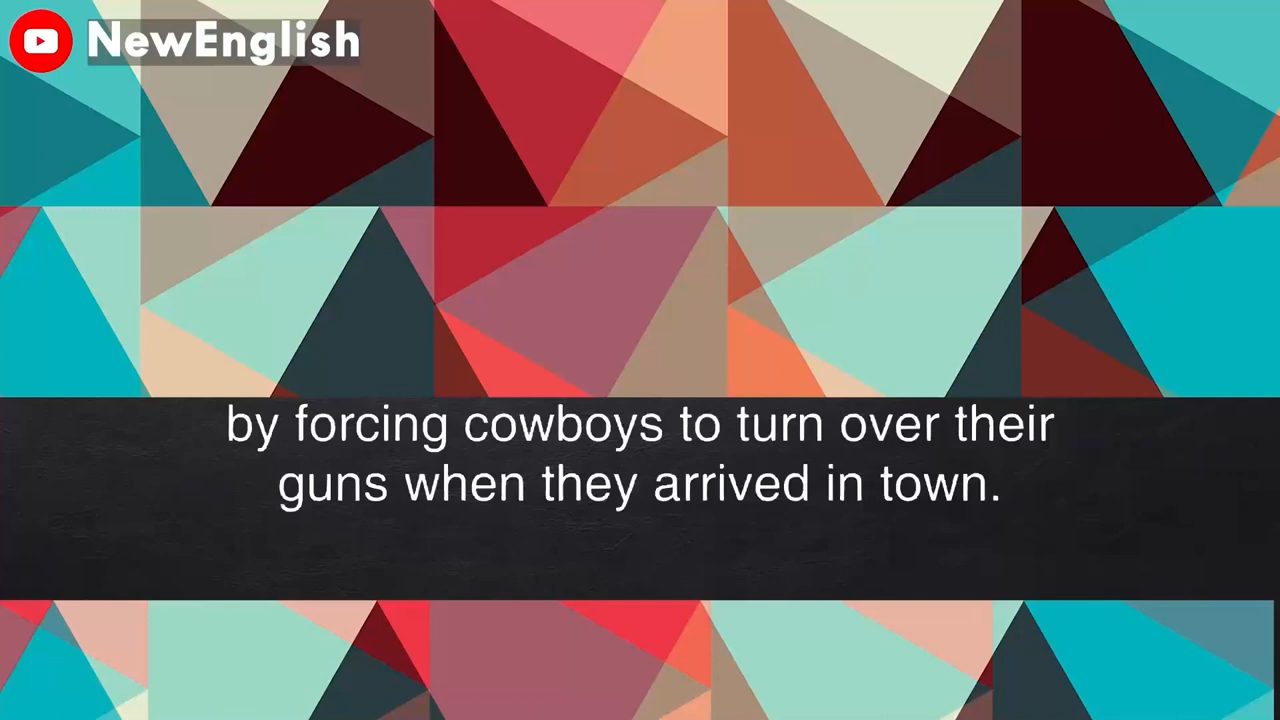 NewEnglish
by forcing cowboys to turn over their
guns when they arrived in town.